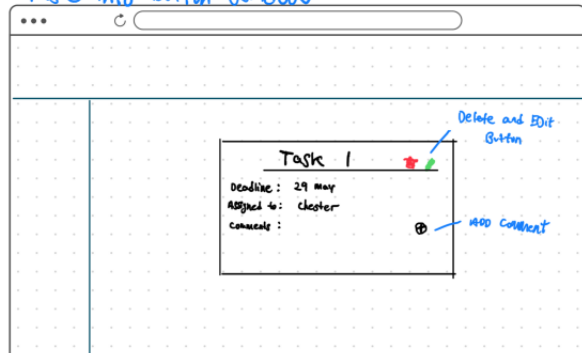 Delete and Edit
Button
Task 1
Deadline : 29 may
Assigned to : Chester
Comments :
ADD Comment